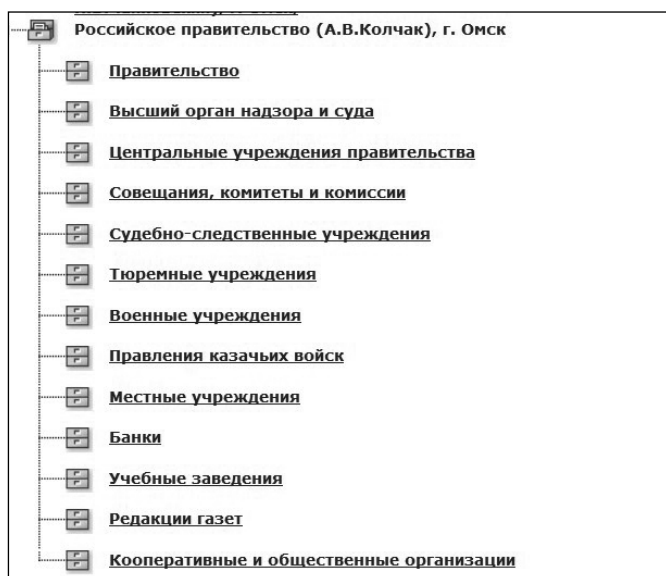 Российское правительство (А.В.Колчак), г. Омск
Правительство
Высший орган надзора и суда
Центральные учреждения правительства
Совещания, комитеты и комиссии
Судебно-следственные учреждения
Тюремные учреждения
Военные учреждения
Правления казачьих войск
Местные учреждения
Банки
Учебные заведения
Редакции газет
Кооперативные и общественные организации